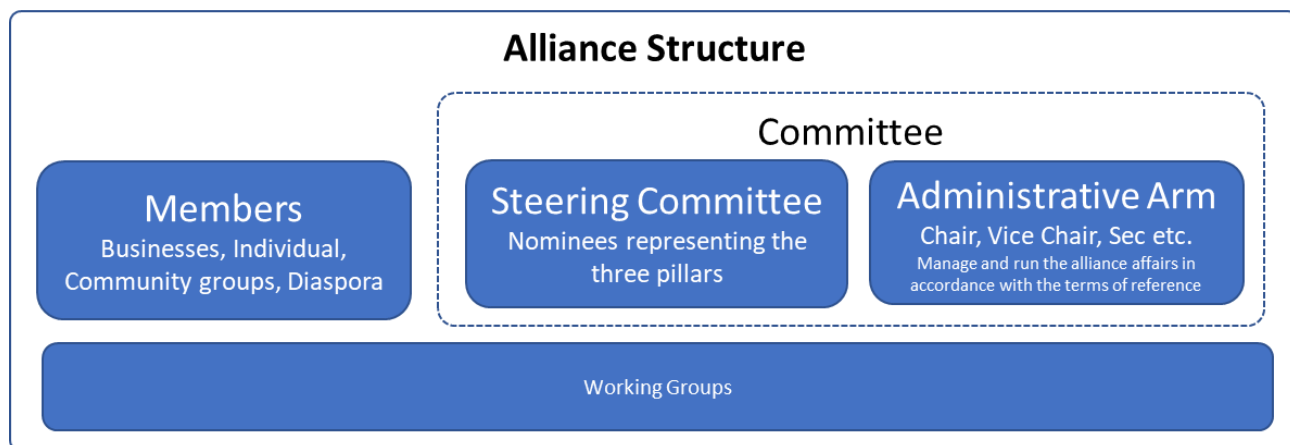 Alliance Structure
Committee
Members
Businesses, Individual,
Community groups, Diaspora
Steering Committee
Nominees representing the
three pillars
Administrative Arm
Chair, Vice Chair, Sec etc.
Manage and run the alliance affairs in
accordance with the terms of reference
Working Groups